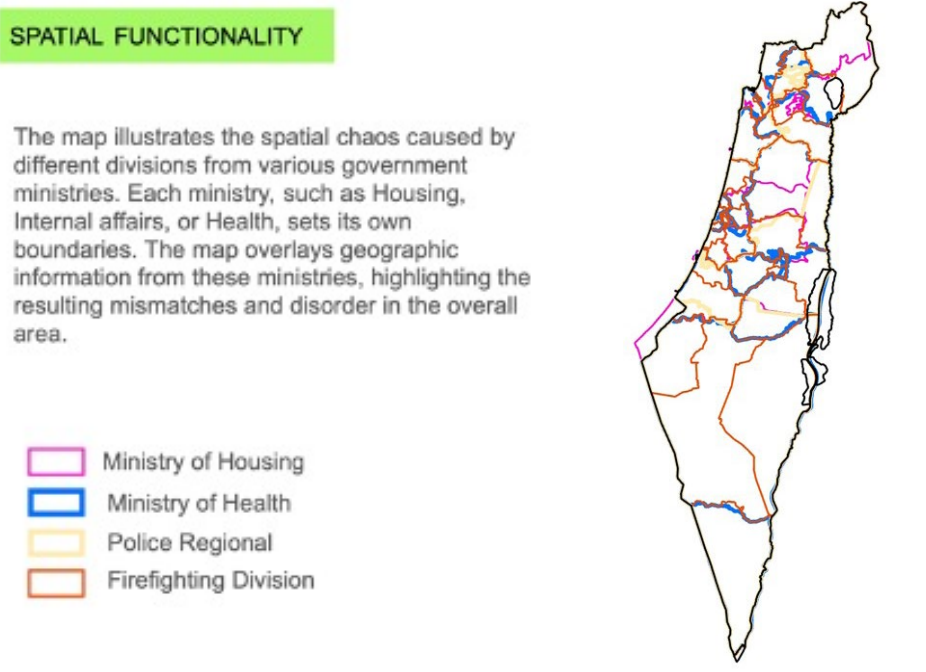 SPATIAL FUNCTIONALITY
The map illustrates the spatial chaos caused by
different divisions from various government
ministries. Each ministry, such as Housing,
Internal affairs, or Health, sets its own
boundaries. The map overlays geographic
information from these ministries, highlighting the
resulting mismatches and disorder in the overall
area.
Ministry of Housing
Ministry of Health
Police Regional
Firefighting Division